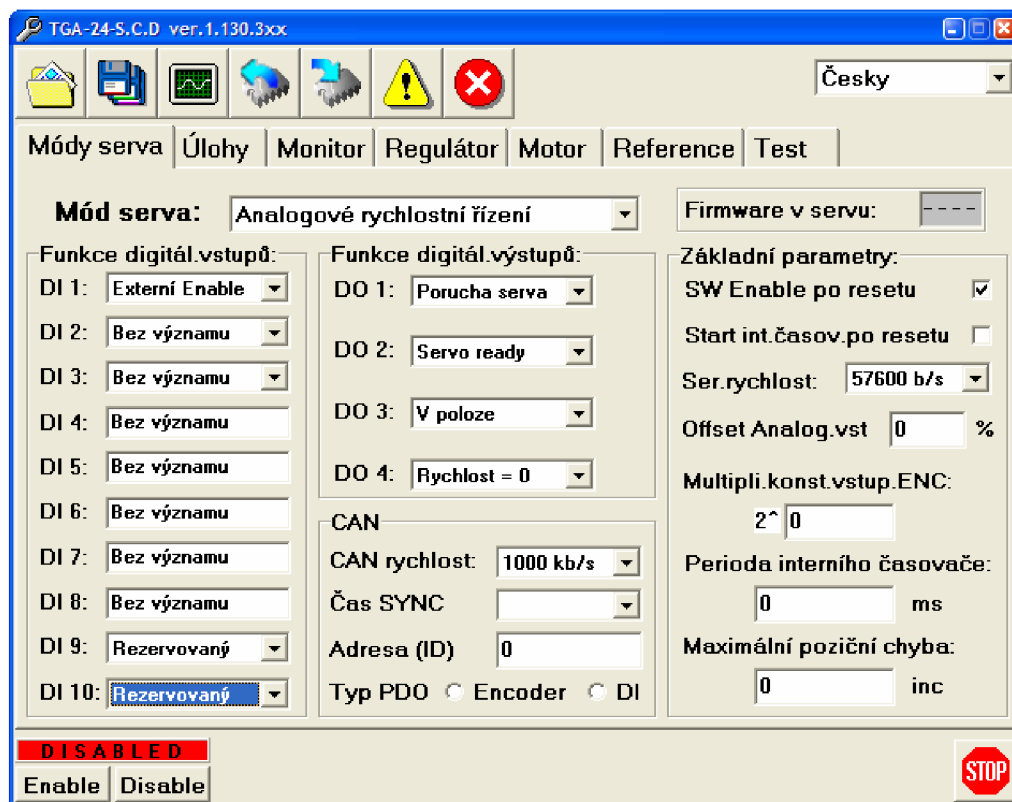 TGA-24-S.C.D ver.1.130.3xx
Česky
Módy serva Úlohy Monitor Regulátor Motor Reference Test
Mód serva: Analogové rychlostní řízení
Firmware v servu: ----
Funkce digitál.vstupů:
DI 1: Externí Enable
DI 2: Bez významu
DI 3: Bez významu
DI 4: Bez významu
DI 5: Bez významu
DI 6: Bez významu
DI 7: Bez významu
DI 8: Bez významu
DI 9: Rezervovaný
DI 10: Rezervovaný
Funkce digitál.výstupů:
DO 1: Porucha serva
DO 2: Servo ready
DO 3: V poloze
DO 4: Rychlost = 0
CAN
CAN rychlost: 1000 kb/s
Čas SYNC
Adresa (ID) 0
Typ PDO Encoder DI
Základní parametry:
SW Enable po resetu
Start int.časov.po resetu
Ser.rychlost: 57600 b/s
Offset Analog.vst 0 %
Multipli.konst.vstup.ENC:
2^ 0
Perioda interního časovače:
0 ms
Maximální poziční chyba:
0 inc
DISABLED
Enable Disable
STOP